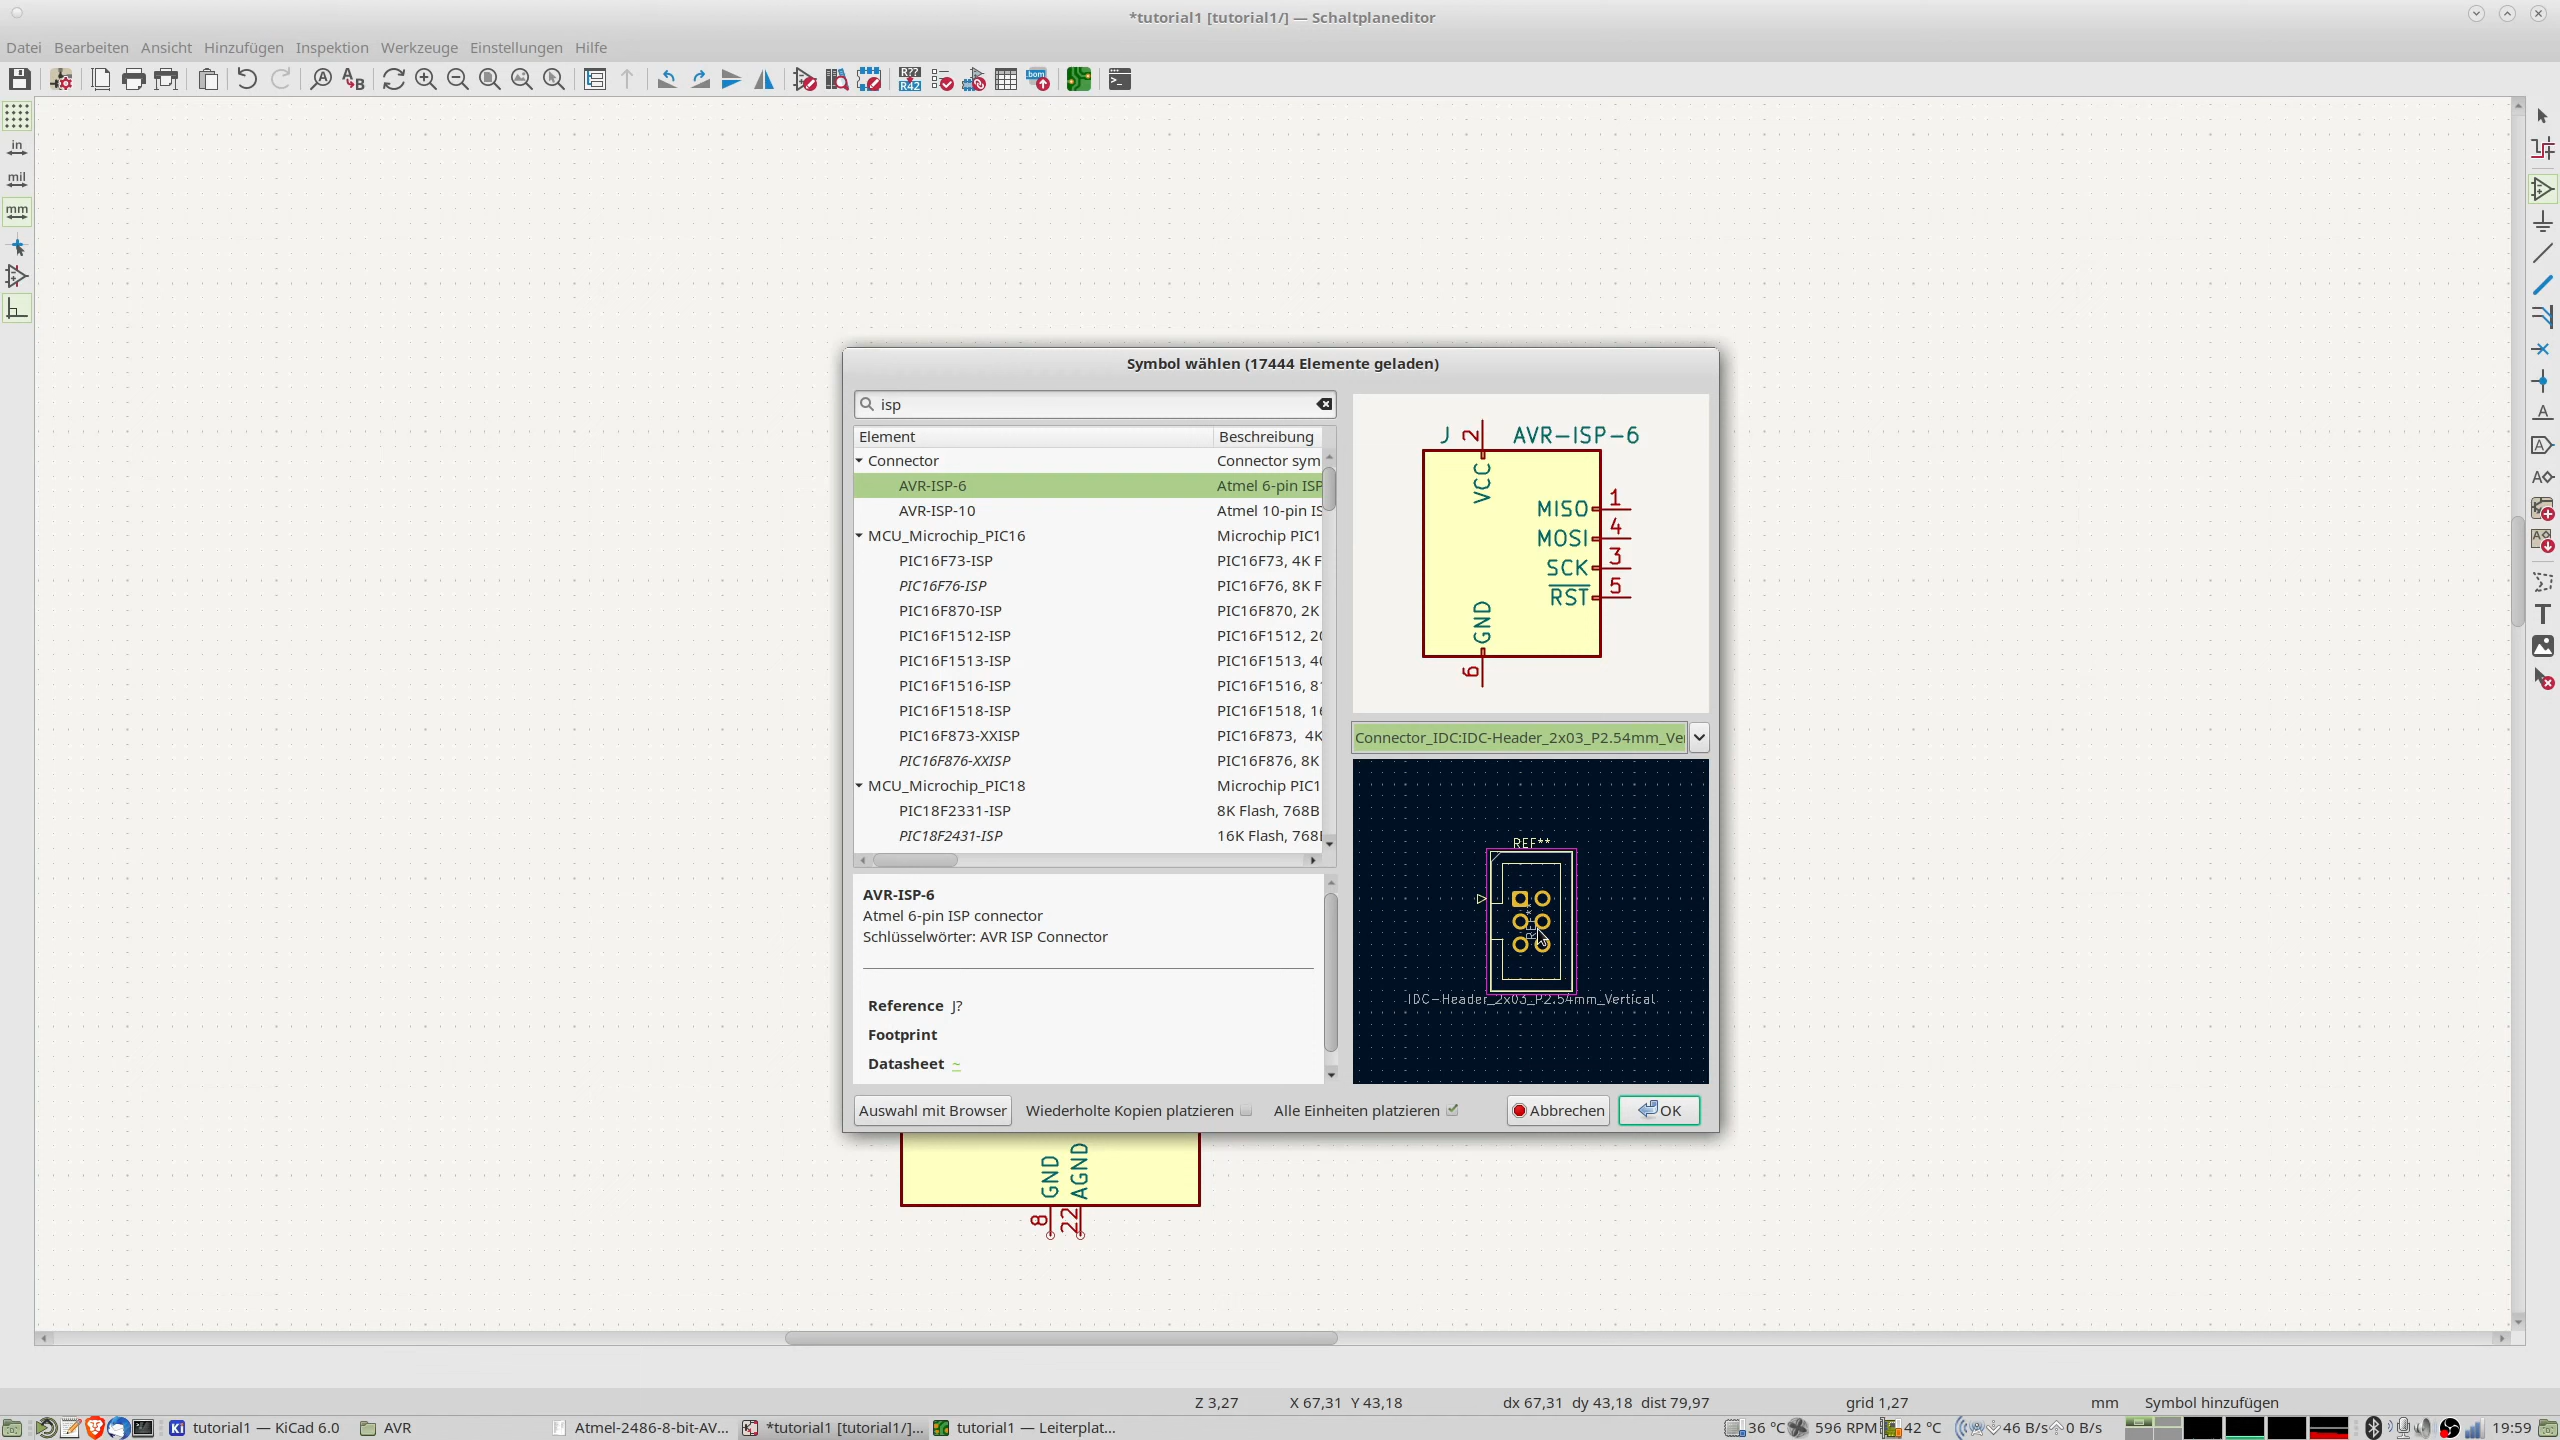 *tutorial1 [tutorial1/] — Schaltplaneditor
Datei Bearbeiten Ansicht Hinzufügen Inspektion Werkzeuge Einstellungen Hilfe
in
mil
mm
Symbol wählen (17444 Elemente geladen)
isp
Element Beschreibung
Connector Connector sym
AVR-ISP-6 Atmel 6-pin ISP
AVR-ISP-10 Atmel 10-pin IS
MCU_Microchip_PIC16 Microchip PIC1
PIC16F73-ISP PIC16F73, 4K F
PIC16F76-ISP PIC16F76, 8K F
PIC16F870-ISP PIC16F870, 2K
PIC16F1512-ISP PIC16F1512, 20
PIC16F1513-ISP PIC16F1513, 40
PIC16F1516-ISP PIC16F1516, 8
PIC16F1518-ISP PIC16F1518, 16
PIC16F873-XXISP PIC16F873, 4K
PIC16F876-XXISP PIC16F876, 8K
MCU_Microchip_PIC18 Microchip PIC1
PIC18F2331-ISP 8K Flash, 768B
PIC18F2431-ISP 16K Flash, 768
AVR-ISP-6
Atmel 6-pin ISP connector
Schlüsselwörter: AVR ISP Connector
Reference J?
Footprint
Datasheet ~
J 2 AVR-ISP-6
VCC
MISO 1
MOSI 4
SCK 3
RST 5
GND
6
Connector_IDC:IDC-Header_2x03_P2.54mm_Ve
REF**
IDC-Header_2x03_P2.54mm_Vertical
Auswahl mit Browser Wiederholte Kopien platzieren Alle Einheiten platzieren Abbrechen OK
GND AGND
8 22
Z 3,27 X 67,31 Y 43,18 dx 67,31 dy 43,18 dist 79,97 grid 1,27 mm Symbol hinzufügen
tutorial1 — KiCad 6.0 AVR Atmel-2486-8-bit-AV... *tutorial1 [tutorial1/]... tutorial1 — Leiterplat... 36 °C 596 RPM 42 °C 46 B/s 0 B/s 19:59